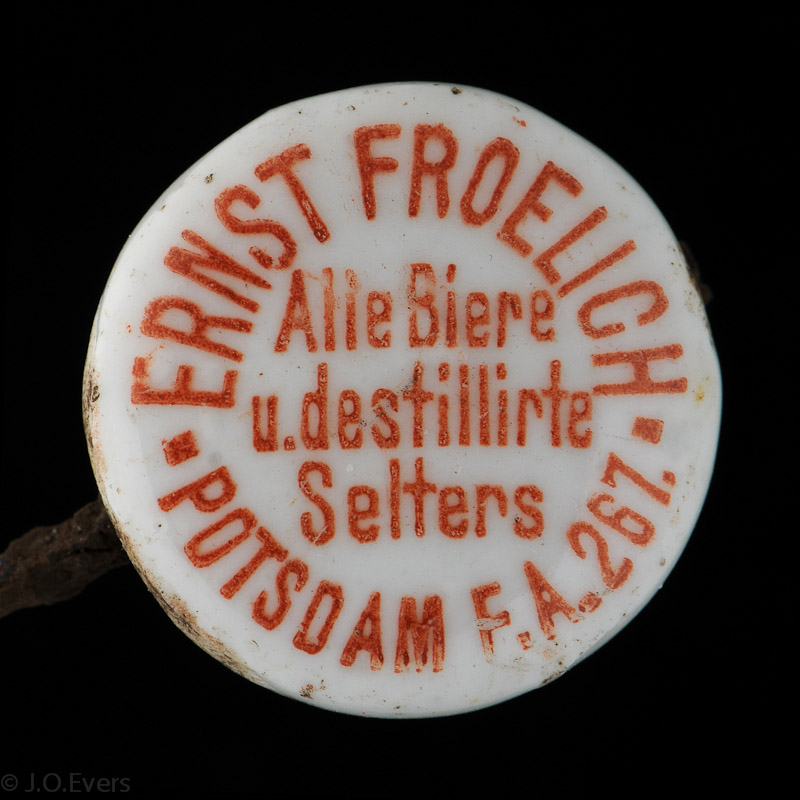 ERNST FROELICH
Alle Biere
u. destillirte
Selters
POTSDAM F.A. 267.
© J.O.Evers